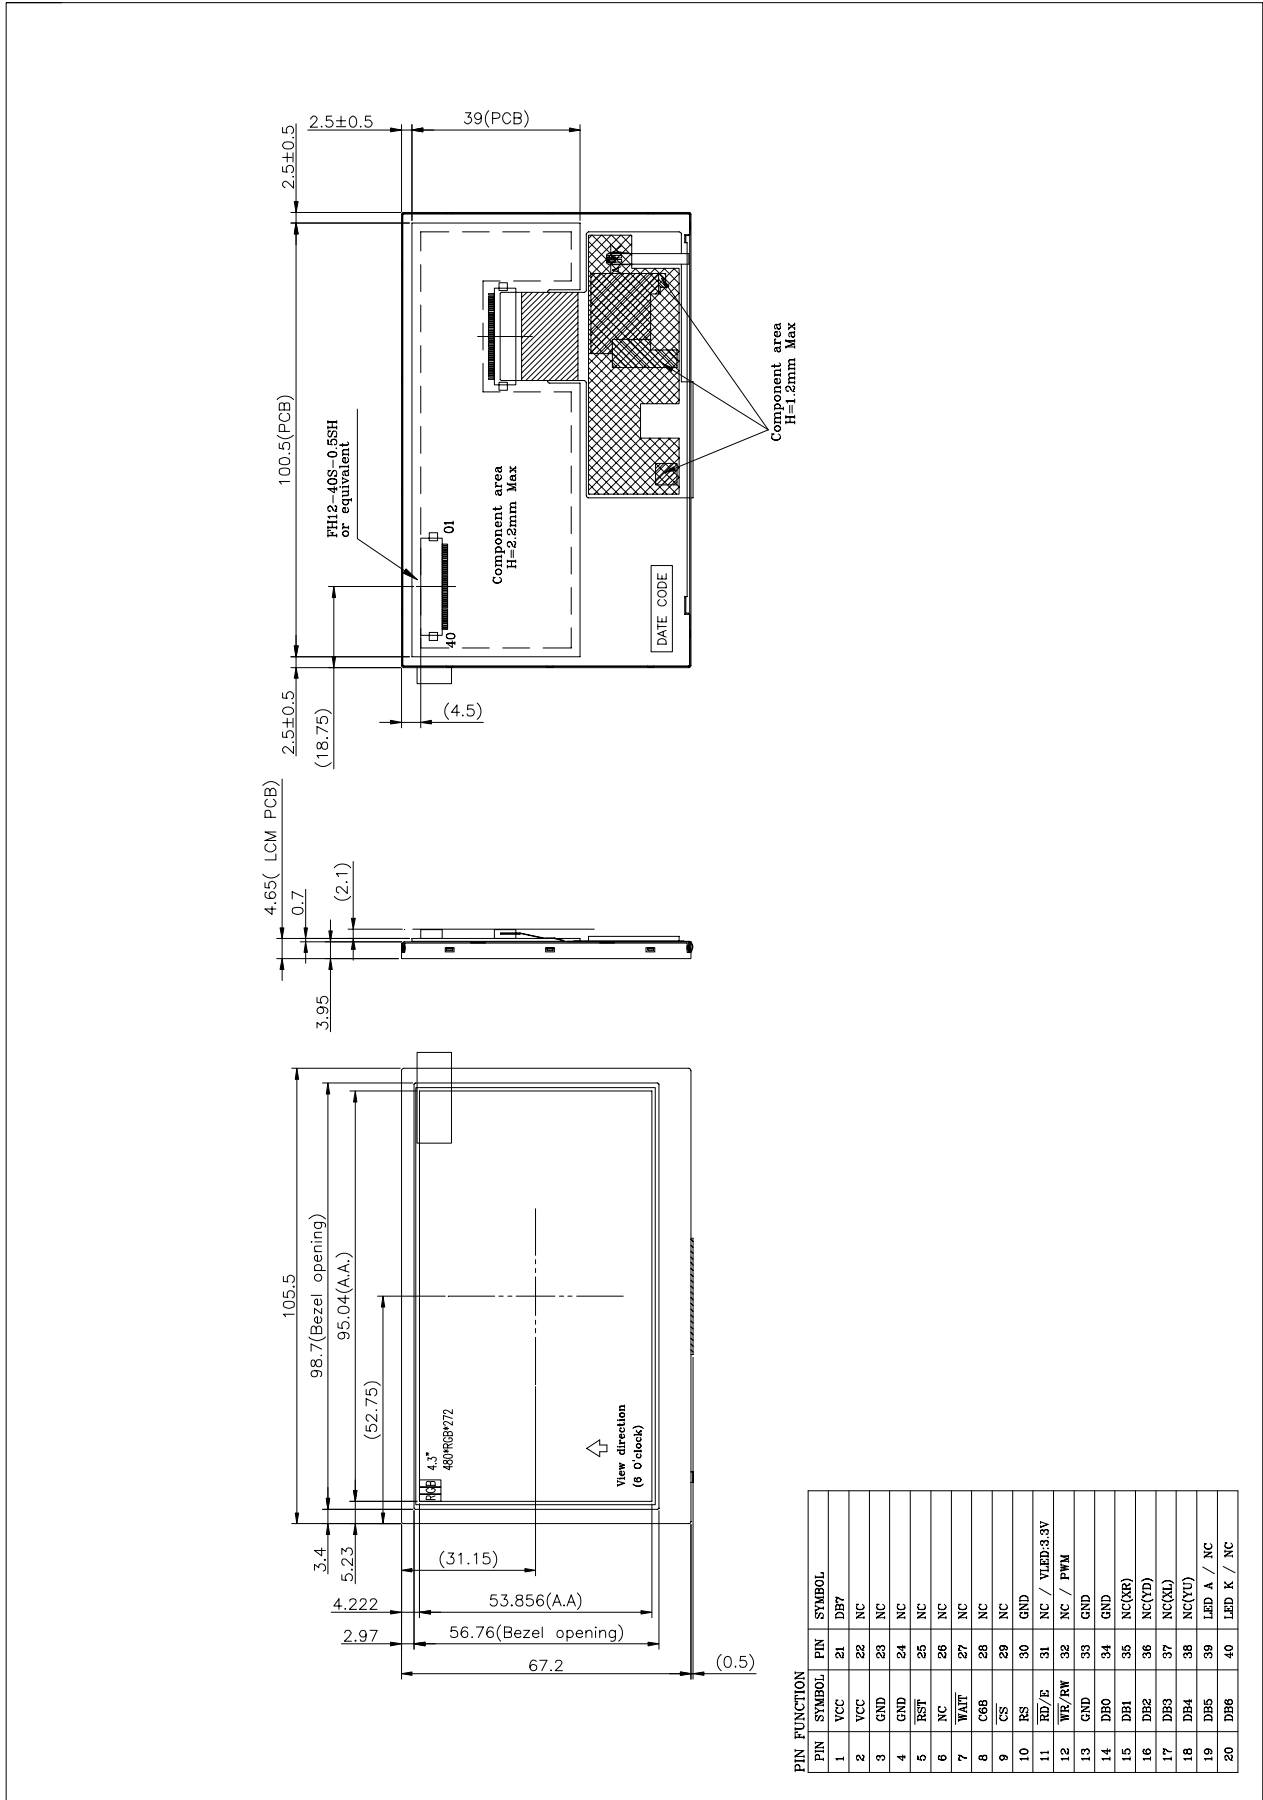 2.5±0.5
39(PCB)
2.5±0.5
100.5(PCB)
FH12-40S-0.5SH
or equivalent
01
40
Component area
H=2.2mm Max
Component area
H=1.2mm Max
DATE CODE
2.5±0.5
(18.75)
(4.5)
4.65( LCM PCB)
0.7
(2.1)
3.95
105.5
98.7(Bezel opening)
95.04(A.A.)
(52.75)
RGB
4.3"
480*RGB*272
View direction
(6 O'clock)
3.4
5.23
(31.15)
4.222
53.856(A.A)
2.97
56.76(Bezel opening)
67.2
(0.5)
PIN FUNCTION
PIN SYMBOL PIN SYMBOL
1 VCC 21 DB7
2 VCC 22 NC
3 GND 23 NC
4 GND 24 NC
5 RST 25 NC
6 NC 26 NC
7 WAIT 27 NC
8 C68 28 NC
9 CS 29 NC
10 RS 30 GND
11 RD/E 31 NC / VLED:3.3V
12 WR/RW 32 NC / PWM
13 GND 33 GND
14 DB0 34 GND
15 DB1 35 NC(XR)
16 DB2 36 NC(YD)
17 DB3 37 NC(XL)
18 DB4 38 NC(YU)
19 DB5 39 LED A / NC
20 DB6 40 LED K / NC